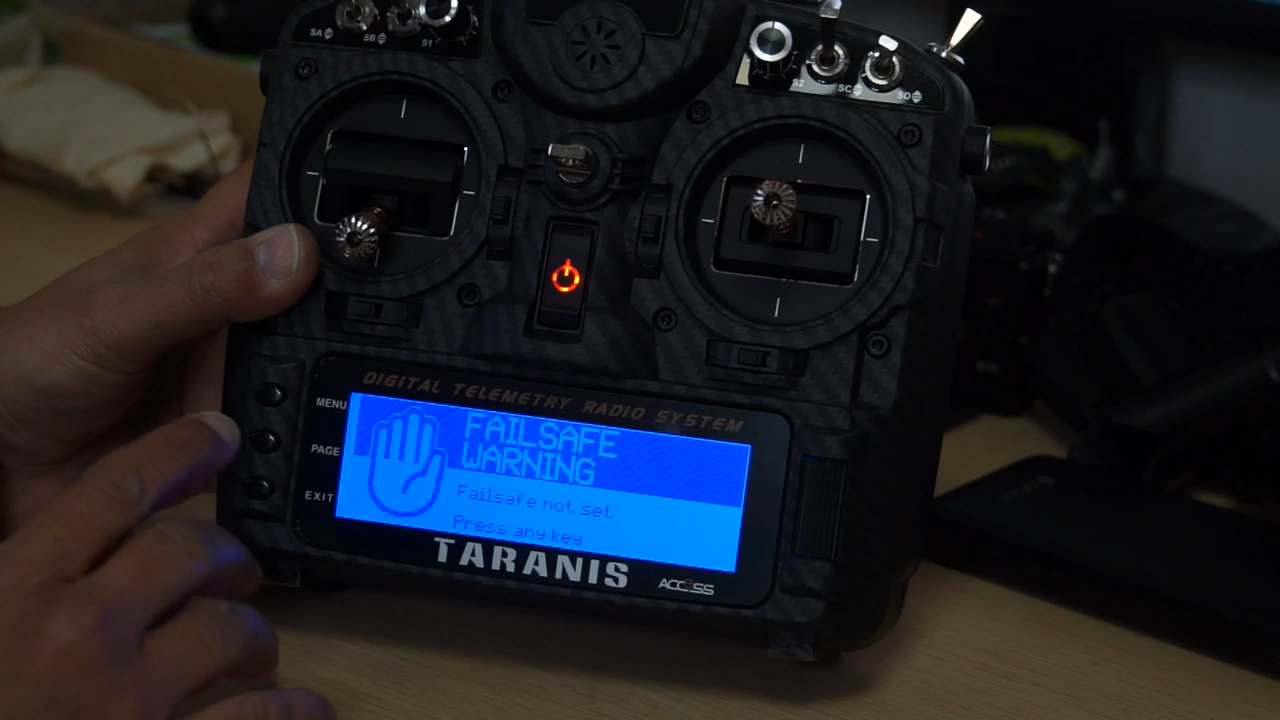 SA
SB
S1
S2
SC
SD
DIGITAL TELEMETRY RADIO SYSTEM
MENU
PAGE
EXIT
FAILSAFE
WARNING
Failsafe not set
Press any key
TARANIS
ACCESS